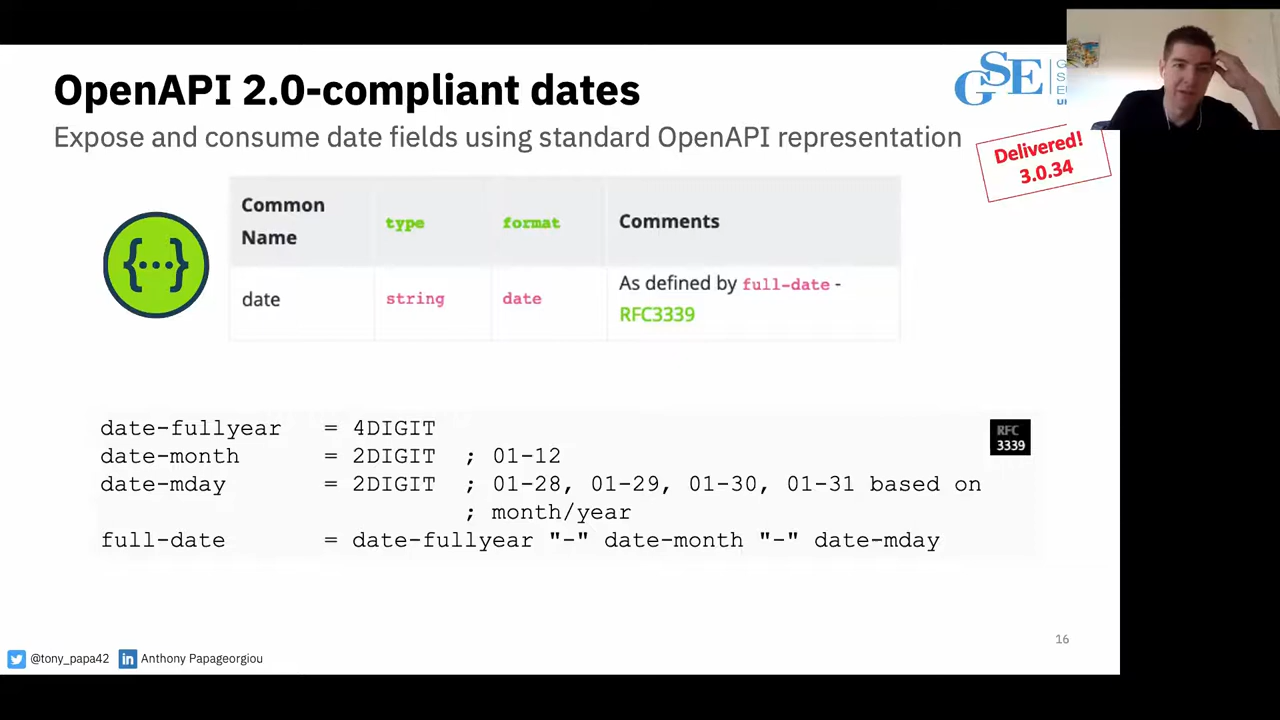 OpenAPI 2.0-compliant dates
Expose and consume date fields using standard OpenAPI representation
GSE
Delivered!
3.0.34
Common Name
type
format
Comments
date
string
date
As defined by full-date -
RFC3339
{···}
date-fullyear = 4DIGIT
date-month = 2DIGIT ; 01-12
date-mday = 2DIGIT ; 01-28, 01-29, 01-30, 01-31 based on
; month/year
full-date = date-fullyear "-" date-month "-" date-mday
RFC
3339
16
@tony_papa42
in
Anthony Papageorgiou